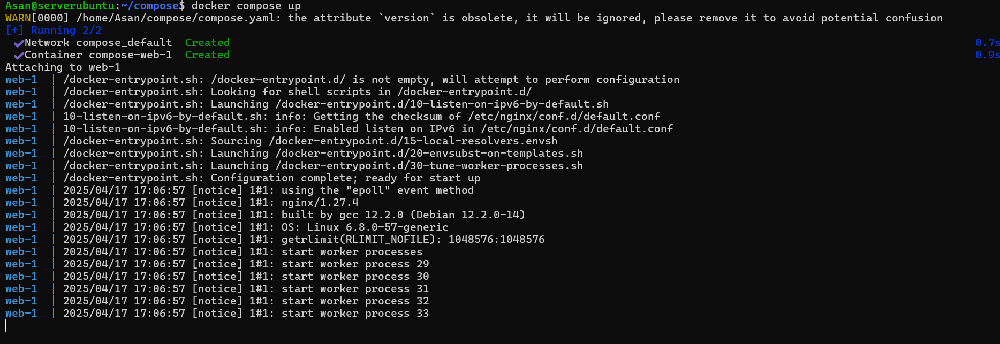 Asan@serverubuntu:~/compose$ docker compose up
WARN[0000] /home/Asan/compose/compose.yaml: the attribute `version` is obsolete, it will be ignored, please remove it to avoid potential confusion
[+] Running 2/2
✔Network compose_default  Created 0.7s
✔Container compose-web-1  Created 0.9s
Attaching to web-1
web-1  | /docker-entrypoint.sh: /docker-entrypoint.d/ is not empty, will attempt to perform configuration
web-1  | /docker-entrypoint.sh: Looking for shell scripts in /docker-entrypoint.d/
web-1  | /docker-entrypoint.sh: Launching /docker-entrypoint.d/10-listen-on-ipv6-by-default.sh
web-1  | 10-listen-on-ipv6-by-default.sh: info: Getting the checksum of /etc/nginx/conf.d/default.conf
web-1  | 10-listen-on-ipv6-by-default.sh: info: Enabled listen on IPv6 in /etc/nginx/conf.d/default.conf
web-1  | /docker-entrypoint.sh: Sourcing /docker-entrypoint.d/15-local-resolvers.envsh
web-1  | /docker-entrypoint.sh: Launching /docker-entrypoint.d/20-envsubst-on-templates.sh
web-1  | /docker-entrypoint.sh: Launching /docker-entrypoint.d/30-tune-worker-processes.sh
web-1  | /docker-entrypoint.sh: Configuration complete; ready for start up
web-1  | 2025/04/17 17:06:57 [notice] 1#1: using the "epoll" event method
web-1  | 2025/04/17 17:06:57 [notice] 1#1: nginx/1.27.4
web-1  | 2025/04/17 17:06:57 [notice] 1#1: built by gcc 12.2.0 (Debian 12.2.0-14)
web-1  | 2025/04/17 17:06:57 [notice] 1#1: OS: Linux 6.8.0-57-generic
web-1  | 2025/04/17 17:06:57 [notice] 1#1: getrlimit(RLIMIT_NOFILE): 1048576:1048576
web-1  | 2025/04/17 17:06:57 [notice] 1#1: start worker processes
web-1  | 2025/04/17 17:06:57 [notice] 1#1: start worker process 29
web-1  | 2025/04/17 17:06:57 [notice] 1#1: start worker process 30
web-1  | 2025/04/17 17:06:57 [notice] 1#1: start worker process 31
web-1  | 2025/04/17 17:06:57 [notice] 1#1: start worker process 32
web-1  | 2025/04/17 17:06:57 [notice] 1#1: start worker process 33